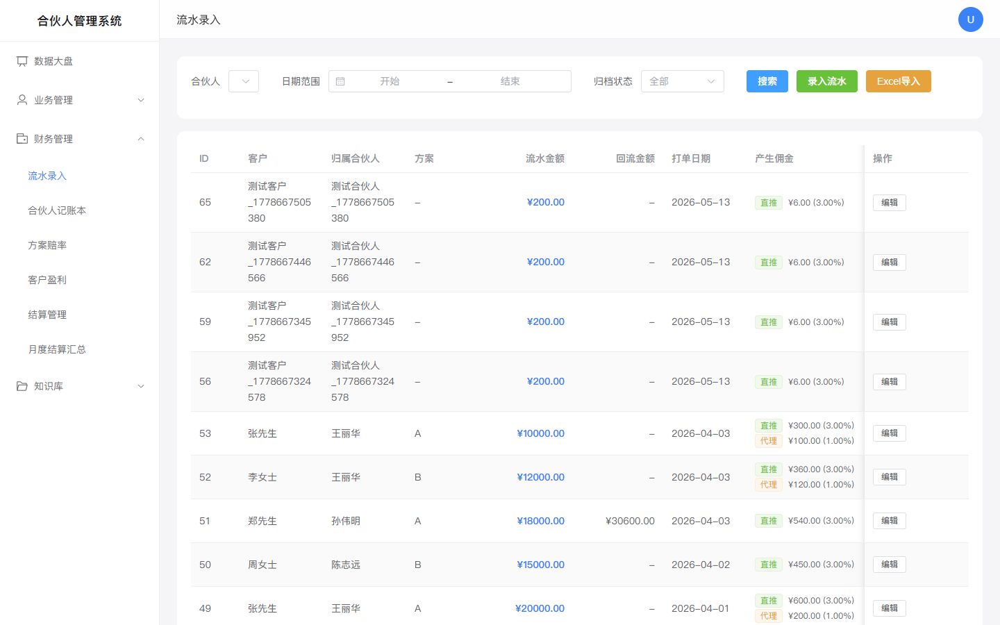 合伙人管理系统
流水录入
U
数据大盘
业务管理
财务管理
流水录入
合伙人记账本
方案赔率
客户盈利
结算管理
月度结算汇总
知识库
合伙人
日期范围 开始 – 结束
归档状态 全部
搜索 录入流水 Excel导入
ID 客户 归属合伙人 方案 流水金额 回流金额 打单日期 产生佣金 操作
65 测试客户_1778667505380 测试合伙人_1778667505380 – ¥200.00 – 2026-05-13 直推 ¥6.00 (3.00%) 编辑
62 测试客户_1778667446566 测试合伙人_1778667446566 – ¥200.00 – 2026-05-13 直推 ¥6.00 (3.00%) 编辑
59 测试客户_1778667345952 测试合伙人_1778667345952 – ¥200.00 – 2026-05-13 直推 ¥6.00 (3.00%) 编辑
56 测试客户_1778667324578 测试合伙人_1778667324578 – ¥200.00 – 2026-05-13 直推 ¥6.00 (3.00%) 编辑
53 张先生 王丽华 A ¥10000.00 – 2026-04-03 直推 ¥300.00 (3.00%) 代理 ¥100.00 (1.00%) 编辑
52 李女士 王丽华 B ¥12000.00 – 2026-04-03 直推 ¥360.00 (3.00%) 代理 ¥120.00 (1.00%) 编辑
51 郑先生 孙伟明 A ¥18000.00 ¥30600.00 2026-04-03 直推 ¥540.00 (3.00%) 编辑
50 周女士 陈志远 B ¥15000.00 – 2026-04-02 直推 ¥450.00 (3.00%) 编辑
49 张先生 王丽华 A ¥20000.00 – 2026-04-01 直推 ¥600.00 (3.00%) 代理 ¥200.00 (1.00%) 编辑